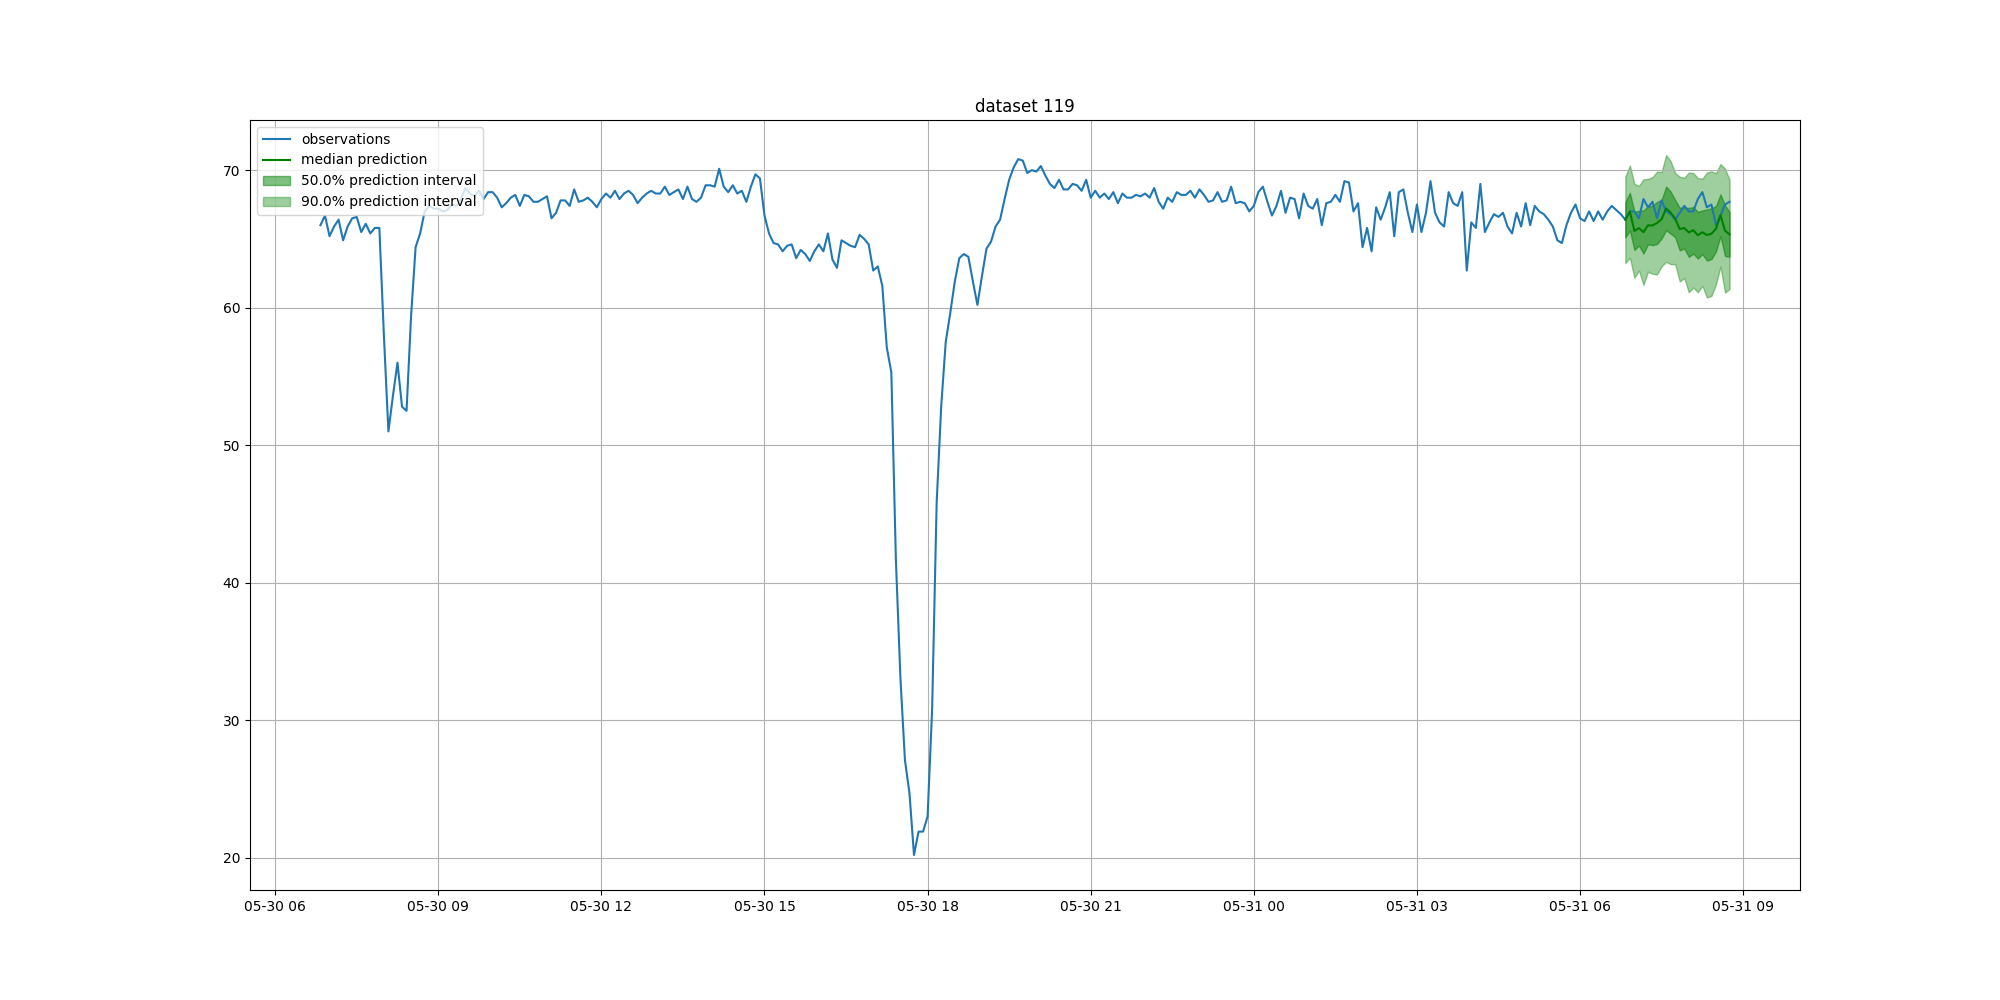 dataset 119
observations
median prediction
50.0% prediction interval
90.0% prediction interval
70
60
50
40
30
20
05-30 06 05-30 09 05-30 12 05-30 15 05-30 18 05-30 21 05-31 00 05-31 03 05-31 06 05-31 09